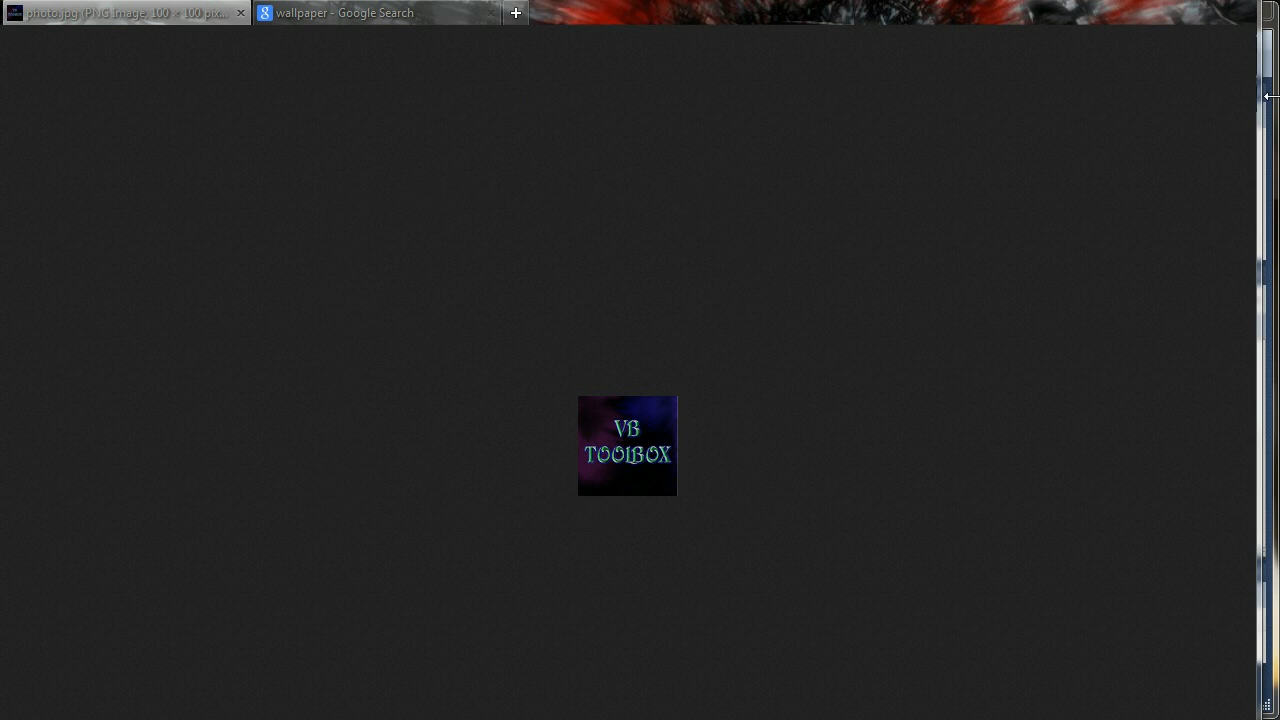 photo.jpg (PNG Image, 100 × 100 pix...
wallpaper - Google Search
VB
TOOLBOX